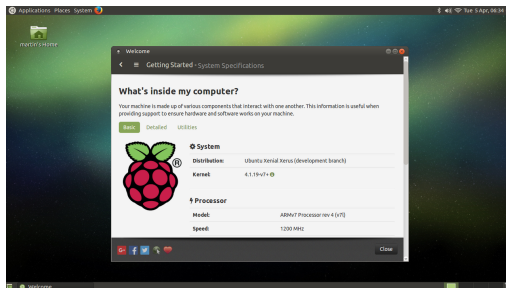 Applications Places System
Tue 5 Apr, 06:34
martin's Home
Welcome
Getting Started - System Specifications
What's inside my computer?
Your machine is made up of various components that interact with one another. This information is useful when
providing support to ensure hardware and software works on your machine.
Basic Detailed Utilities
System
Distribution: Ubuntu Xenial Xerus (development branch)
Kernel: 4.1.19-v7+
®
Processor
Model: ARMv7 Processor rev 4 (v7l)
Speed: 1200 MHz
G+ f
Close
Welcome